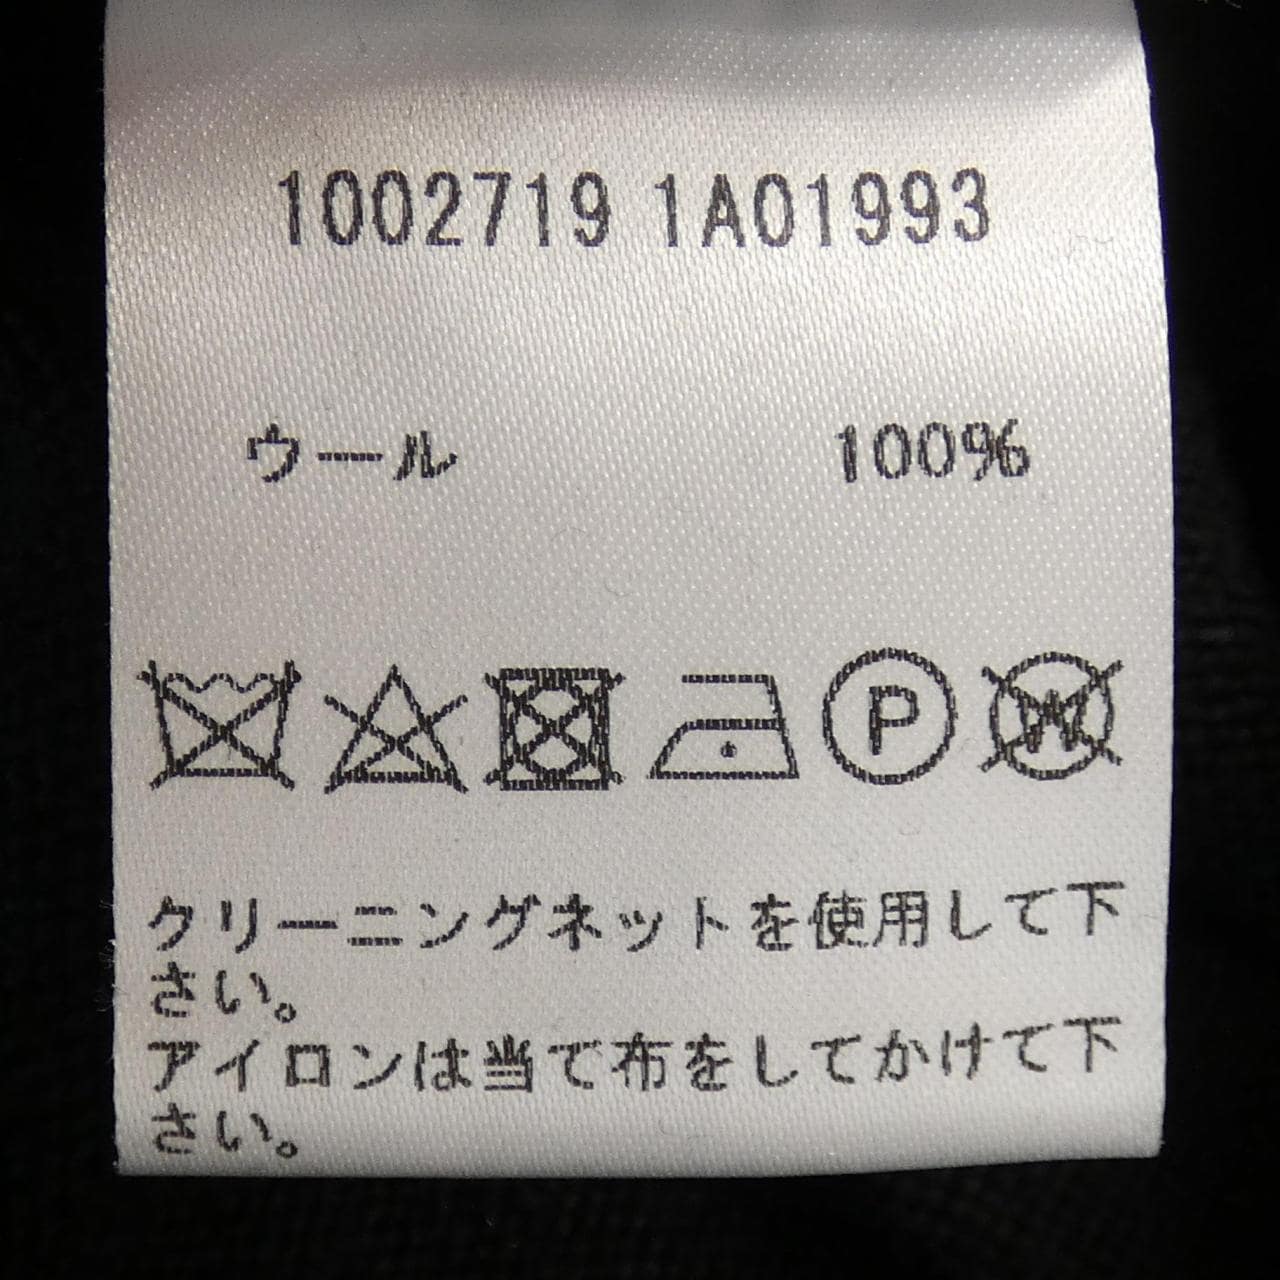 1002719 1A01993
ウール 100%
P
W
クリーニングネットを使用して下
さい。
アイロンは当て布をしてかけて下
さい。